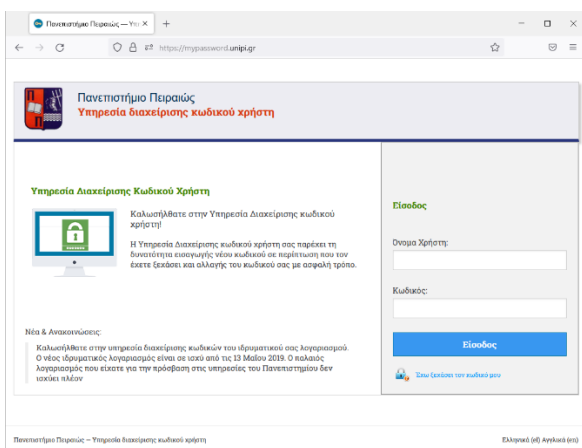 Πανεπιστήμιο Πειραιώς — Υπ
https://mypassword.unipi.gr
Πανεπιστήμιο Πειραιώς
Υπηρεσία διαχείρισης κωδικού χρήστη
Υπηρεσία Διαχείρισης Κωδικού Χρήστη
Καλωσήλθατε στην Υπηρεσία Διαχείρισης κωδικού
χρήστη!
Η Υπηρεσία Διαχείρισης κωδικού χρήστη σας παρέχει τη
δυνατότητα εισαγωγής νέου κωδικού σε περίπτωση που τον
έχετε ξεχάσει και αλλαγής του κωδικού σας με ασφαλή τρόπο.
Νέα & Ανακοινώσεις:
Καλωσήλθατε στην υπηρεσία διαχείρισης κωδικών του ιδρυματικού σας λογαριασμού.
Ο νέος ιδρυματικός λογαριασμός είναι σε ισχύ από τις 13 Μαΐου 2019. Ο παλαιός
λογαριασμός που είχατε για την πρόσβαση στις υπηρεσίες του Πανεπιστημίου δεν
ισχύει πλέον
Είσοδος
Όνομα Χρήστη:
Κωδικός:
Είσοδος
Έχω ξεχάσει τον κωδικό μου
Πανεπιστήμιο Πειραιώς — Υπηρεσία διαχείρισης κωδικού χρήστη
Ελληνικά (el) Αγγλικά (en)